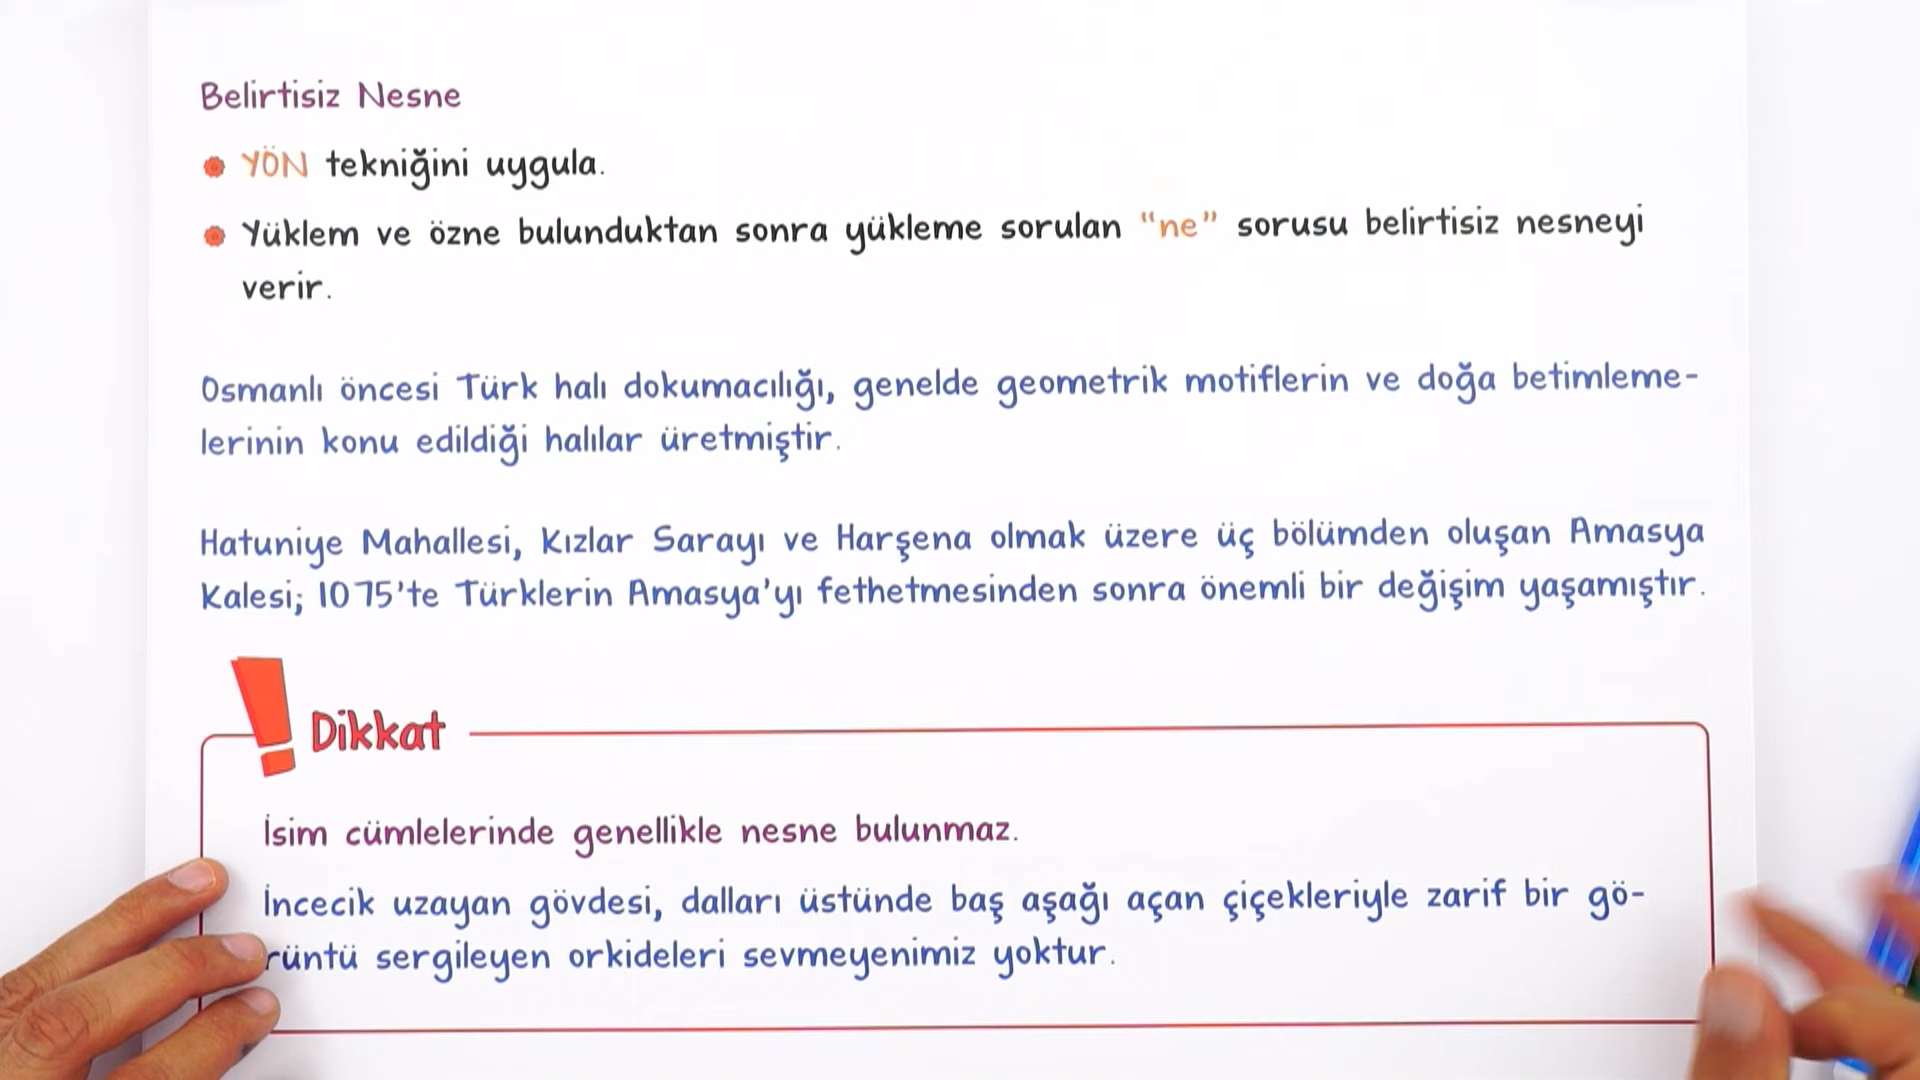 Belirtisiz Nesne
YÖN tekniğini uygula.
Yüklem ve özne bulunduktan sonra yükleme sorulan “ne” sorusu belirtisiz nesneyi
verir.
Osmanlı öncesi Türk halı dokumacılığı, genelde geometrik motiflerin ve doğa betimleme-
lerinin konu edildiği halılar üretmiştir.
Hatuniye Mahallesi, Kızlar Sarayı ve Harşena olmak üzere üç bölümden oluşan Amasya
Kalesi; 1075’te Türklerin Amasya’yı fethetmesinden sonra önemli bir değişim yaşamıştır.
Dikkat
İsim cümlelerinde genellikle nesne bulunmaz.
İncecik uzayan gövdesi, dalları üstünde baş aşağı açan çiçekleriyle zarif bir gö-
rüntü sergileyen orkideleri sevmeyenimiz yoktur.